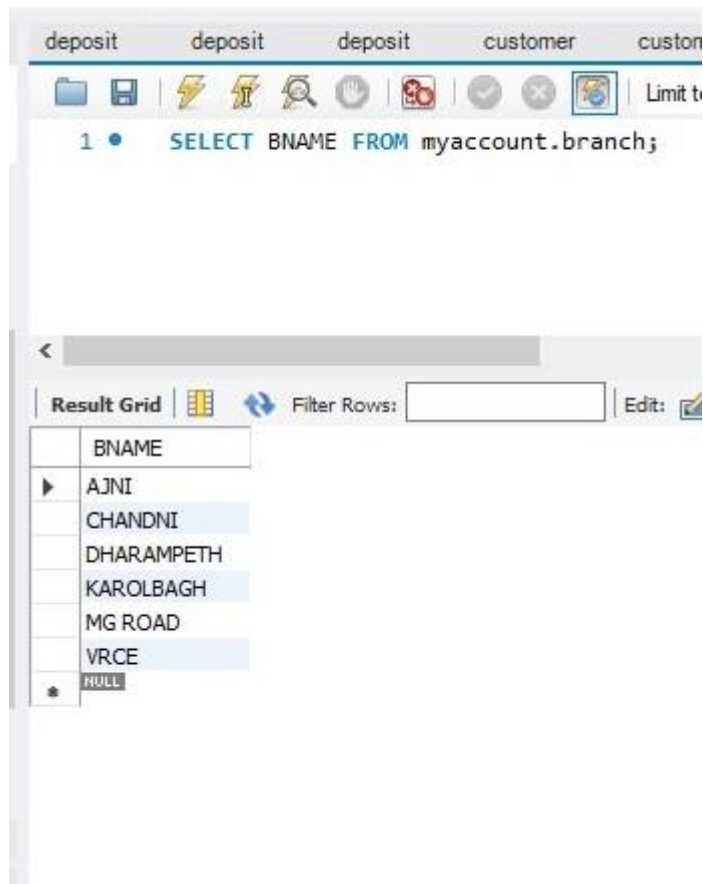 deposit deposit deposit customer
Limit
1 SELECT BNAME FROM myaccount.branch;
Result Grid Filter Rows: Edit:
BNAME
AJNI
CHANDNI
DHARAMPETH
KAROLBAGH
MG ROAD
VRCE
NULL